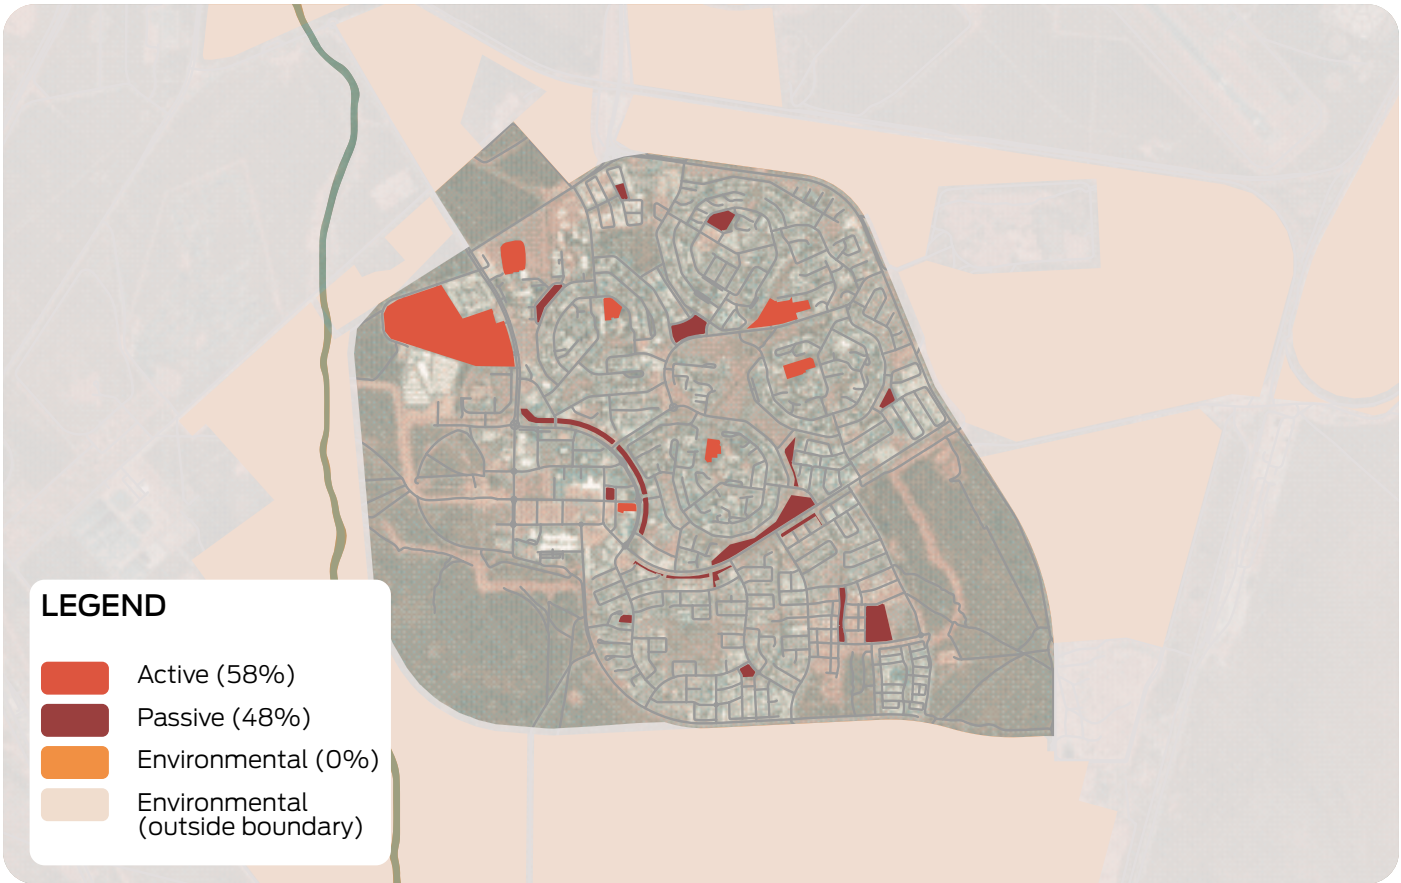 LEGEND
Active (58%)
Passive (48%)
Environmental (0%)
Environmental
(outside boundary)